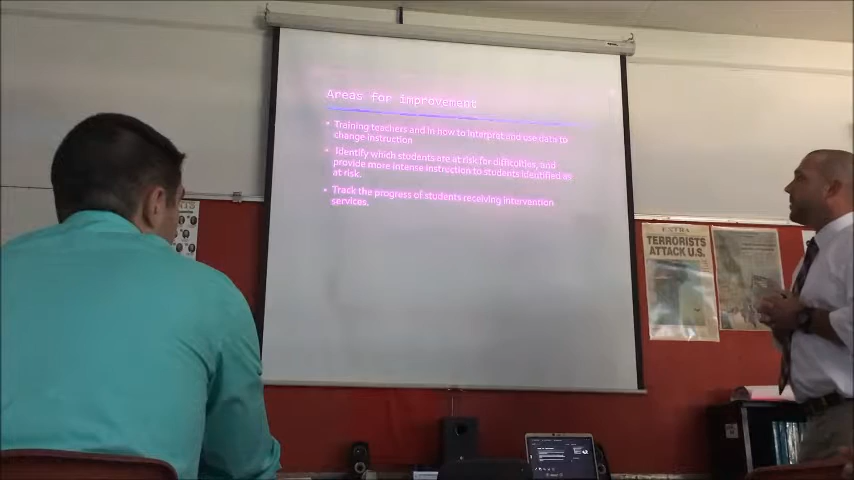 Areas for improvement
• Training teachers and in how to interprat and use data to
change instruction
• Identify which students are at risk for difficulties, and
provide more intense instruction to students identified as
at risk.
• Track the progress of students receiving intervention
services.
EXTRA
TERRORISTS
ATTACK U.S.